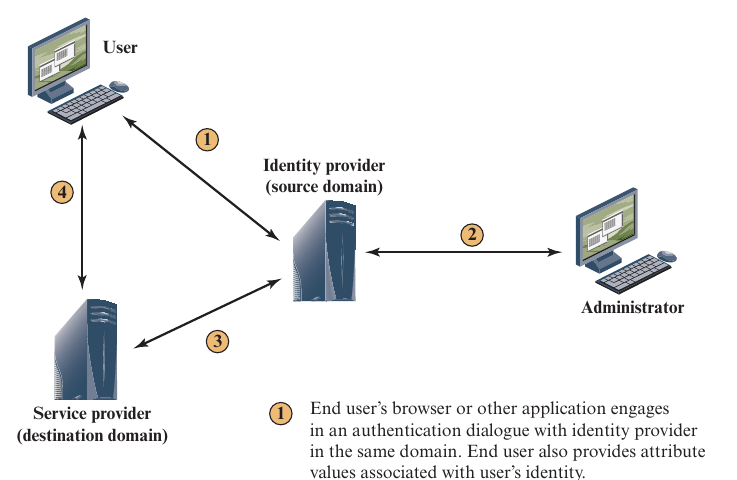 User
1
Identity provider
(source domain)
4
2
Administrator
3
Service provider
(destination domain)
1 End user's browser or other application engages
in an authentication dialogue with identity provider
in the same domain. End user also provides attribute
values associated with user's identity.